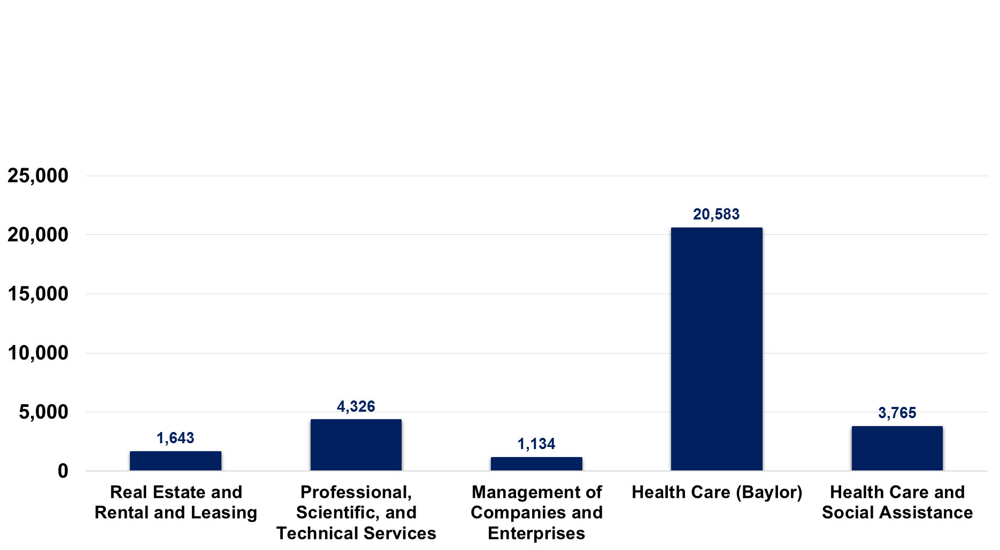 25,000
20,000
15,000
10,000
5,000
0
1,643
4,326
1,134
20,583
3,765
Real Estate and
Rental and Leasing
Professional,
Scientific, and
Technical Services
Management of
Companies and
Enterprises
Health Care (Baylor)
Health Care and
Social Assistance